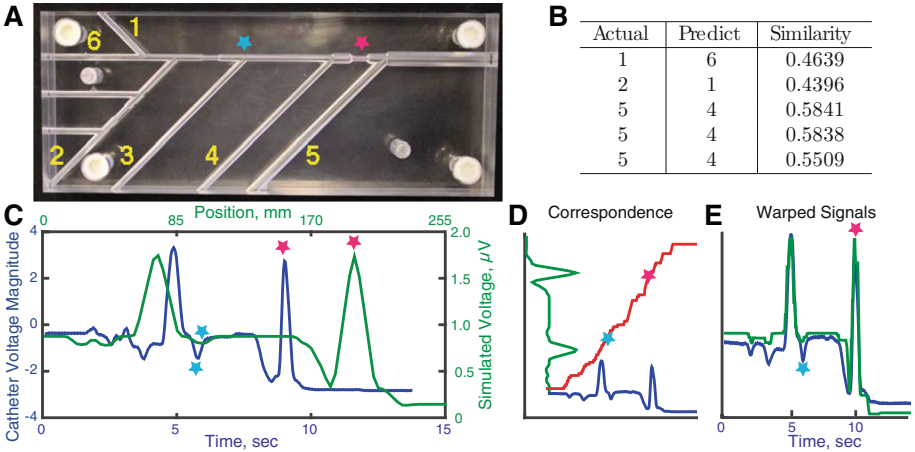 A
1
6
2
3
4
5
B
Actual Predict Similarity
1 6 0.4639
2 1 0.4396
5 4 0.5841
5 4 0.5838
5 4 0.5509
C
0 85 170 255
Position, mm
Catheter Voltage Magnitude
4
2
0
-2
-4
Simulated Voltage, μV
2.0
1.5
1.0
0.5
0
0 5 10 15
Time, sec
D
Correspondence
E
Warped Signals
0 5 10
Time, sec